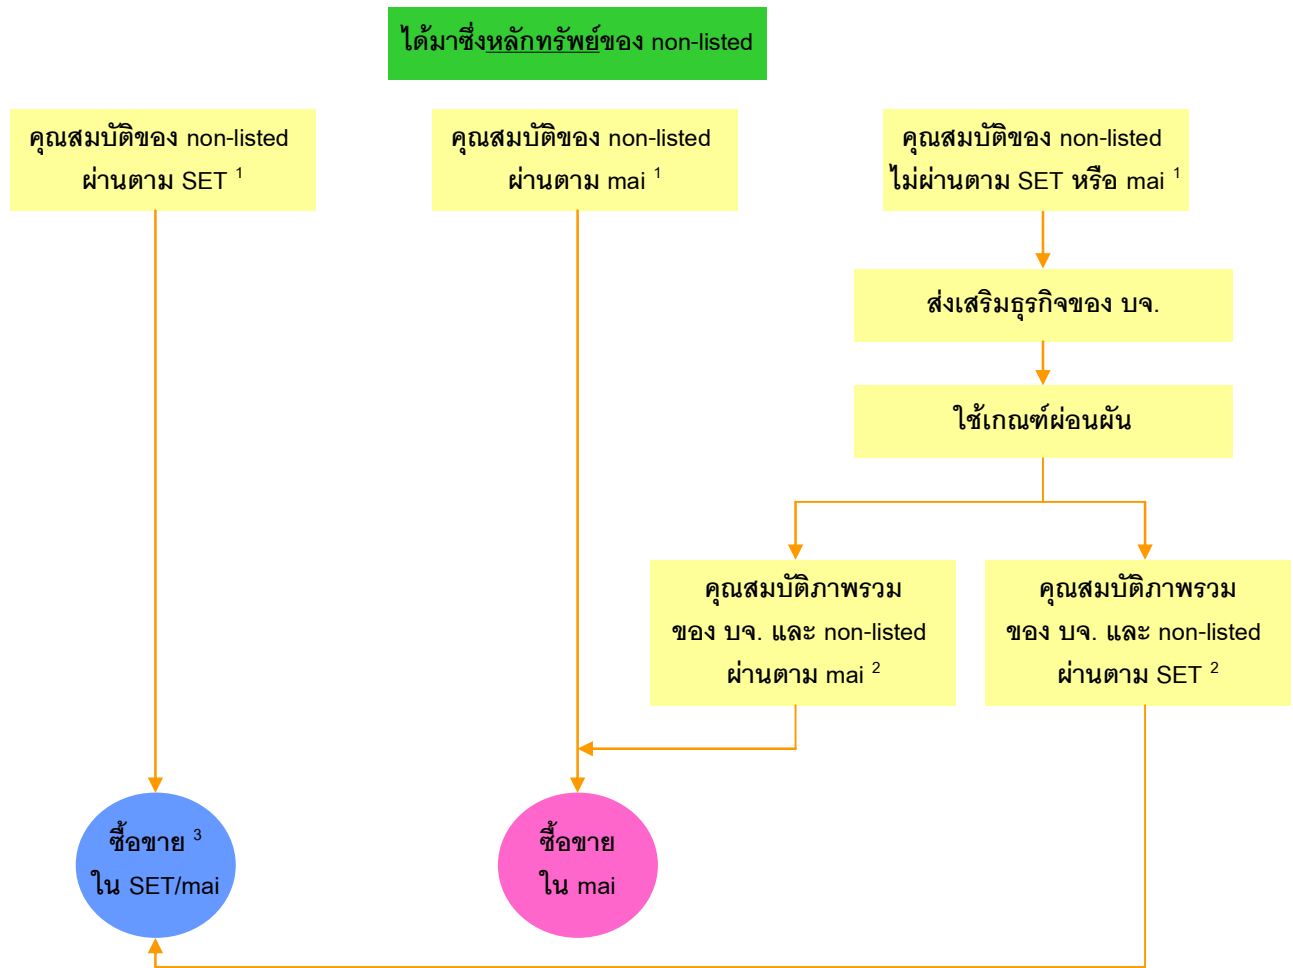 ได้มาซึ่งหลักทรัพย์ของ non-listed
คุณสมบัติของ non-listed
ผ่านตาม SET ¹
คุณสมบัติของ non-listed
ผ่านตาม mai ¹
คุณสมบัติของ non-listed
ไม่ผ่านตาม SET หรือ mai ¹
ส่งเสริมธุรกิจของ บจ.
ใช้เกณฑ์ผ่อนผัน
คุณสมบัติภาพรวม
ของ บจ. และ non-listed
ผ่านตาม mai ²
คุณสมบัติภาพรวม
ของ บจ. และ non-listed
ผ่านตาม SET ²
ซื้อขาย ³
ใน SET/mai
ซื้อขาย
ใน mai